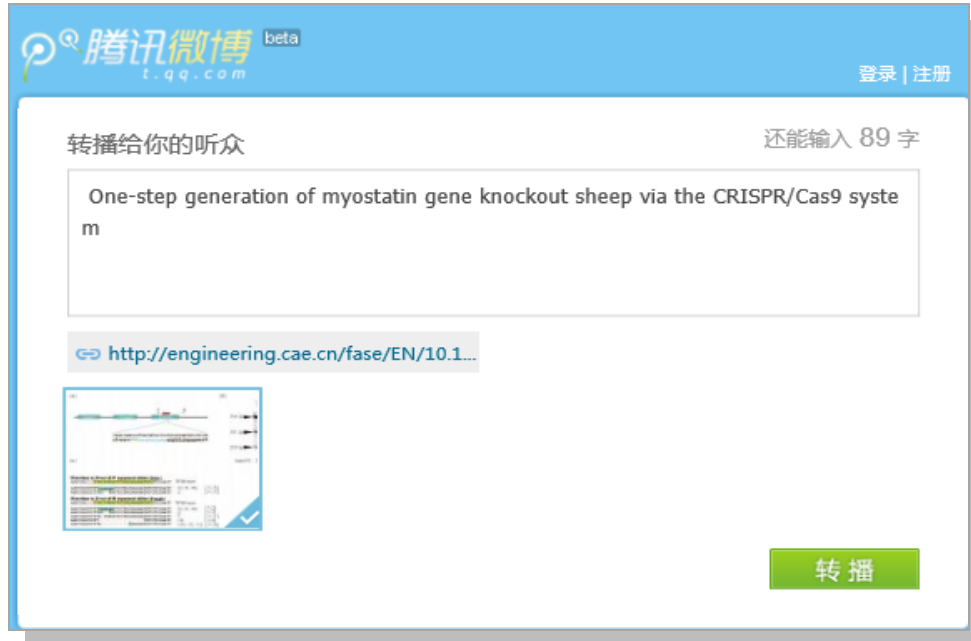 腾讯微博 beta
t.qq.com
登录 | 注册
转播给你的听众
还能输入 89 字
One-step generation of myostatin gene knockout sheep via the CRISPR/Cas9 syste
m
http://engineering.cae.cn/fase/EN/10.1...
转播